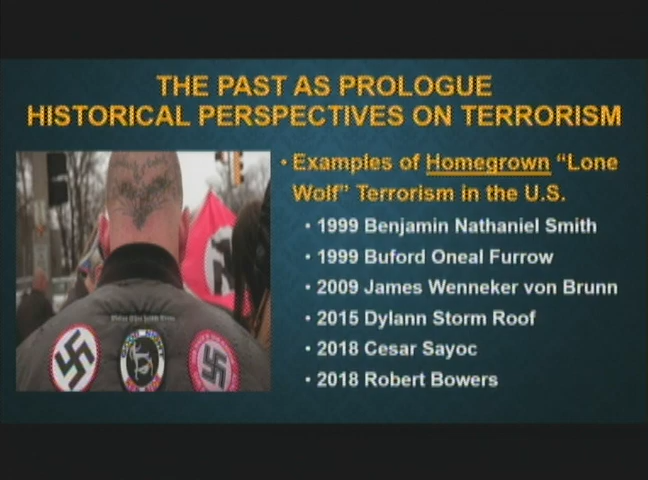 THE PAST AS PROLOGUE
HISTORICAL PERSPECTIVES ON TERRORISM
• Examples of Homegrown “Lone
Wolf” Terrorism in the U.S.
• 1999 Benjamin Nathaniel Smith
• 1999 Buford Oneal Furrow
• 2009 James Wenneker von Brunn
• 2015 Dylann Storm Roof
• 2018 Cesar Sayoc
• 2018 Robert Bowers
GOOD NIGHT